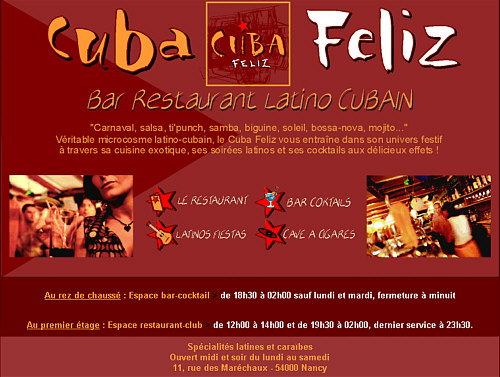 Cuba CUBA FELIZ Feliz
Bar Restaurant Latino CUBAIN
"Carnaval, salsa, ti'punch, samba, biguine, soleil, bossa-nova, mojito..."
Véritable microcosme latino-cubain, le Cuba Feliz vous entraîne dans son univers festif
à travers sa cuisine exotique, ses soirées latinos et ses cocktails aux délicieux effets !
LE RESTAURANT
BAR COKTAILS
LATINOS FIESTAS
CAVE A CIGARES
Au rez de chaussé : Espace bar-cocktail > de 18h30 à 02h00 sauf lundi et mardi, fermeture à minuit
Au premier étage : Espace restaurant-club > de 12h00 à 14h00 et de 19h30 à 02h00, dernier service à 23h30.
Spécialités latines et caraïbes
Ouvert midi et soir du lundi au samedi
11, rue des Maréchaux - 54000 Nancy